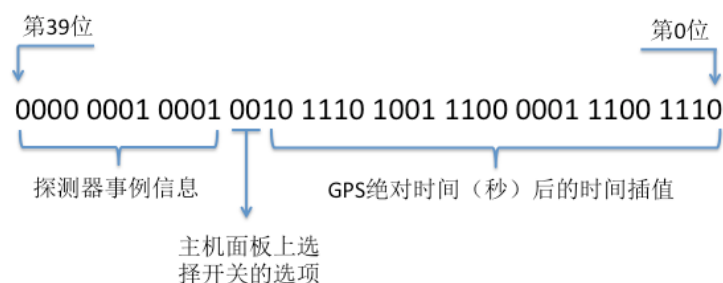 第39位
第0位
0000 0001 0001 0010 1110 1001 1100 0001 1100 1110
探测器事例信息
GPS绝对时间（秒）后的时间插值
主机面板上选
择开关的选项